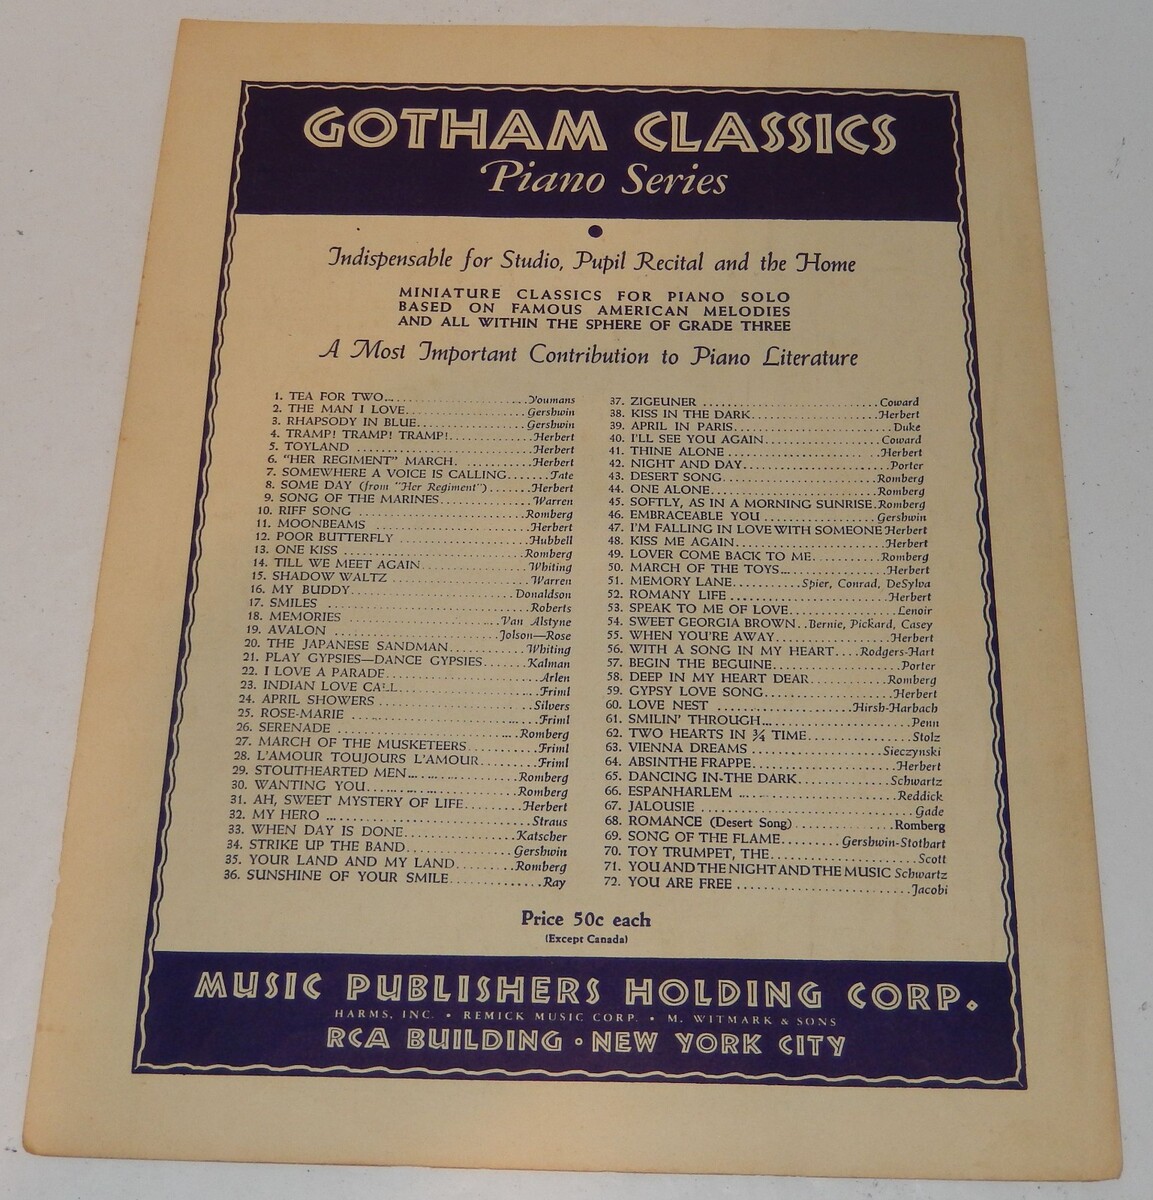 GOTHAM CLASSICS
Piano Series
Indispensable for Studio, Pupil Recital and the Home
MINIATURE CLASSICS FOR PIANO SOLO
BASED ON FAMOUS AMERICAN MELODIES
AND ALL WITHIN THE SPHERE OF GRADE THREE
A Most Important Contribution to Piano Literature
1. TEA FOR TWO Youmans
2. THE MAN I LOVE Gershwin
3. RHAPSODY IN BLUE Gershwin
4. TRAMP! TRAMP! TRAMP! Herbert
5. TOYLAND Herbert
6. "HER REGIMENT" MARCH Herbert
7. SOMEWHERE A VOICE IS CALLING Tate
8. SOME DAY (from "Her Regiment") Herbert
9. SONG OF THE MARINES Warren
10. RIFF SONG Romberg
11. MOONBEAMS Herbert
12. POOR BUTTERFLY Hubbell
13. ONE KISS Romberg
14. TILL WE MEET AGAIN Whiting
15. SHADOW WALTZ Warren
16. MY BUDDY Donaldson
17. SMILES Roberts
18. MEMORIES Van Alstyne
19. AVALON Jolson—Rose
20. THE JAPANESE SANDMAN Whiting
21. PLAY GYPSIES—DANCE GYPSIES Kalman
22. I LOVE A PARADE Arlen
23. INDIAN LOVE CALL Friml
24. APRIL SHOWERS Silvers
25. ROSE-MARIE Friml
26. SERENADE Romberg
27. MARCH OF THE MUSKETEERS Friml
28. L'AMOUR TOUJOURS L'AMOUR Friml
29. STOUTHEARTED MEN Romberg
30. WANTING YOU Romberg
31. AH, SWEET MYSTERY OF LIFE Herbert
32. MY HERO Straus
33. WHEN DAY IS DONE Katscher
34. STRIKE UP THE BAND Gershwin
35. YOUR LAND AND MY LAND Romberg
36. SUNSHINE OF YOUR SMILE Ray
37. ZIGEUNER Coward
38. KISS IN THE DARK Herbert
39. APRIL IN PARIS Duke
40. I'LL SEE YOU AGAIN Coward
41. THINE ALONE Herbert
42. NIGHT AND DAY Porter
43. DESERT SONG Romberg
44. ONE ALONE Romberg
45. SOFTLY, AS IN A MORNING SUNRISE Romberg
46. EMBRACEABLE YOU Gershwin
47. I'M FALLING IN LOVE WITH SOMEONE Herbert
48. KISS ME AGAIN Herbert
49. LOVER COME BACK TO ME Romberg
50. MARCH OF THE TOYS Herbert
51. MEMORY LANE Spier, Conrad, DeSylva
52. ROMANY LIFE Herbert
53. SPEAK TO ME OF LOVE Lenoir
54. SWEET GEORGIA BROWN Bernie, Pickard, Casey
55. WHEN YOU'RE AWAY Herbert
56. WITH A SONG IN MY HEART Rodgers-Hart
57. BEGIN THE BEGUINE Porter
58. DEEP IN MY HEART DEAR Romberg
59. GYPSY LOVE SONG Herbert
60. LOVE NEST Hirsh-Harbach
61. SMILIN' THROUGH Penn
62. TWO HEARTS IN ¾ TIME Stolz
63. VIENNA DREAMS Sieczynski
64. ABSINTHE FRAPPE Herbert
65. DANCING IN-THE DARK Schwartz
66. ESPANHARLEM Reddick
67. JALOUSIE Gade
68. ROMANCE (Desert Song) Romberg
69. SONG OF THE FLAME Gershwin-Stothart
70. TOY TRUMPET, THE Scott
71. YOU AND THE NIGHT AND THE MUSIC Schwartz
72. YOU ARE FREE Jacobi
Price 50c each
(Except Canada)
MUSIC PUBLISHERS HOLDING CORP.
HARMS, INC. • REMICK MUSIC CORP. • M. WITMARK & SONS
RCA BUILDING • NEW YORK CITY